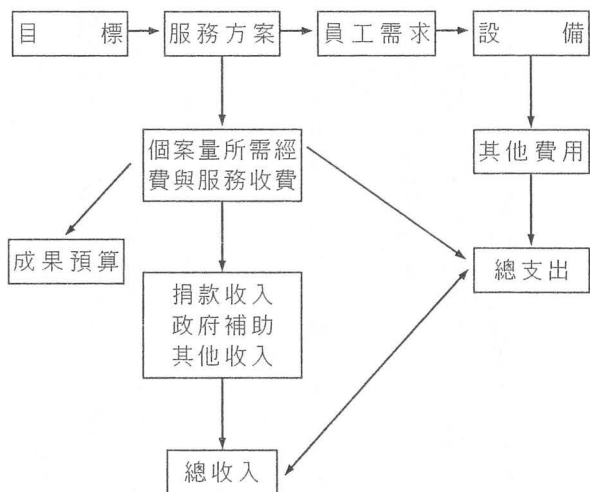 目標
服務方案
員工需求
設備
個案量所需經
費與服務收費
其他費用
成果預算
總支出
捐款收入
政府補助
其他收入
總收入